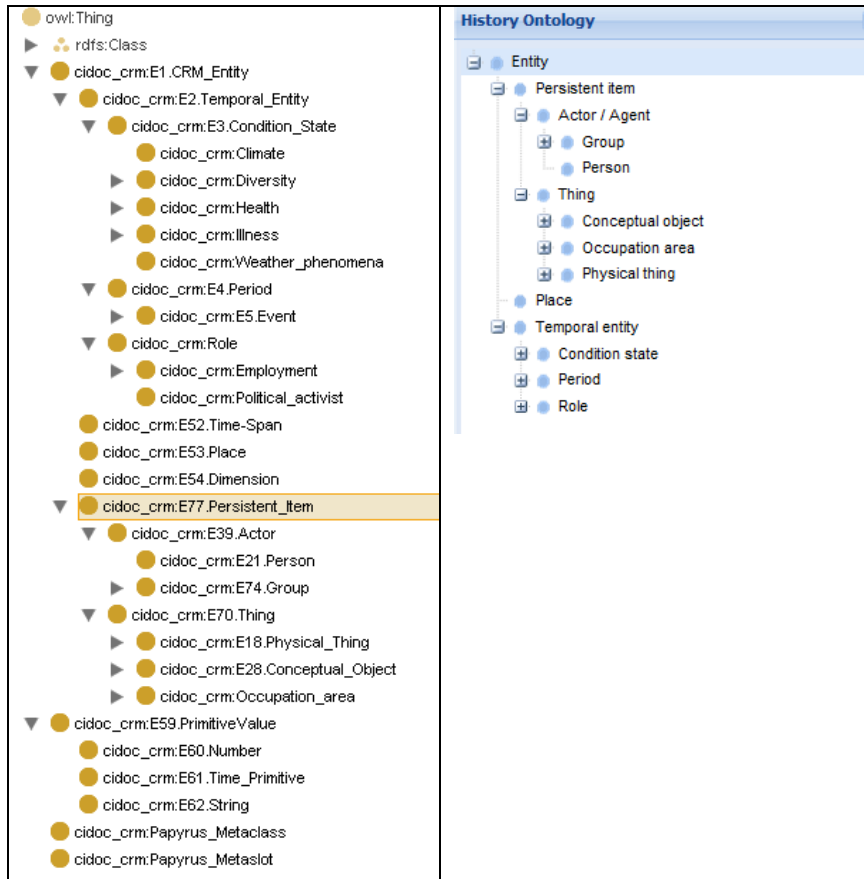 owl:Thing
rdfs:Class
cidoc_crm:E1.CRM_Entity
cidoc_crm:E2.Temporal_Entity
cidoc_crm:E3.Condition_State
cidoc_crm:Climate
cidoc_crm:Diversity
cidoc_crm:Health
cidoc_crm:Illness
cidoc_crm:Weather_phenomena
cidoc_crm:E4.Period
cidoc_crm:E5.Event
cidoc_crm:Role
cidoc_crm:Employment
cidoc_crm:Political_activist
cidoc_crm:E52.Time-Span
cidoc_crm:E53.Place
cidoc_crm:E54.Dimension
cidoc_crm:E77.Persistent_Item
cidoc_crm:E39.Actor
cidoc_crm:E21.Person
cidoc_crm:E74.Group
cidoc_crm:E70.Thing
cidoc_crm:E18.Physical_Thing
cidoc_crm:E28.Conceptual_Object
cidoc_crm:Occupation_area
cidoc_crm:E59.PrimitiveValue
cidoc_crm:E60.Number
cidoc_crm:E61.Time_Primitive
cidoc_crm:E62.String
cidoc_crm:Papyrus_Metaclass
cidoc_crm:Papyrus_Metaslot
History Ontology
Entity
Persistent item
Actor / Agent
Group
Person
Thing
Conceptual object
Occupation area
Physical thing
Place
Temporal entity
Condition state
Period
Role